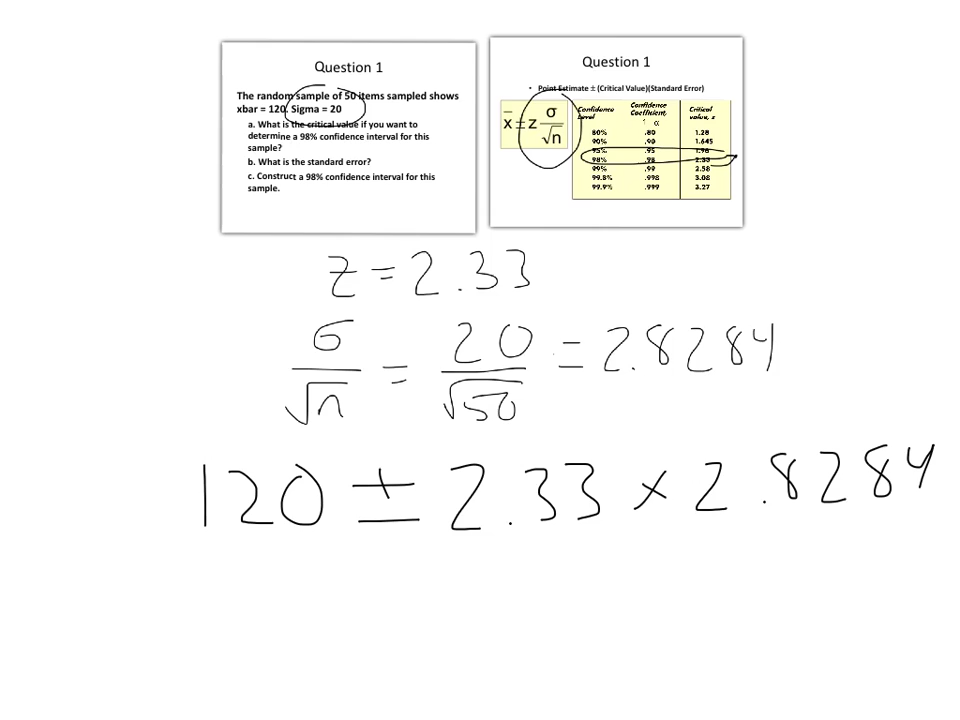 Question 1
The random sample of 50 items sampled shows
xbar = 120. Sigma = 20
a. What is the critical value if you want to
determine a 98% confidence interval for this
sample?
b. What is the standard error?
c. Construct a 98% confidence interval for this
sample.
Question 1
• Point Estimate ± (Critical Value)(Standard Error)
x̄ ± z σ/√n
Confidence Level Confidence Coefficient, Critical value, z
80% .80 1.28
90% .90 1.645
95% .95 1.96
98% .98 2.33
99% .99 2.58
99.8% .998 3.08
99.9% .999 3.27
z = 2.33
σ/√n = 20/√50 = 2.8284
120 ± 2.33 × 2.8284